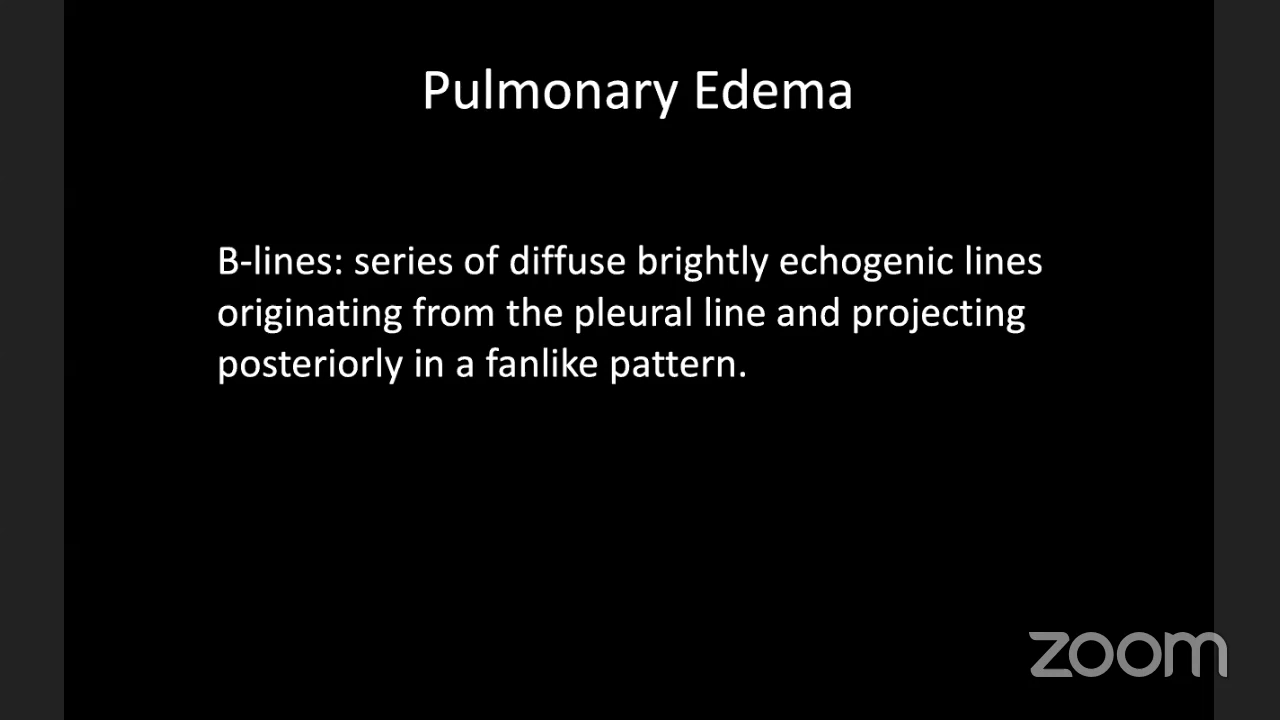 Pulmonary Edema
B-lines: series of diffuse brightly echogenic lines
originating from the pleural line and projecting
posteriorly in a fanlike pattern.
zoom